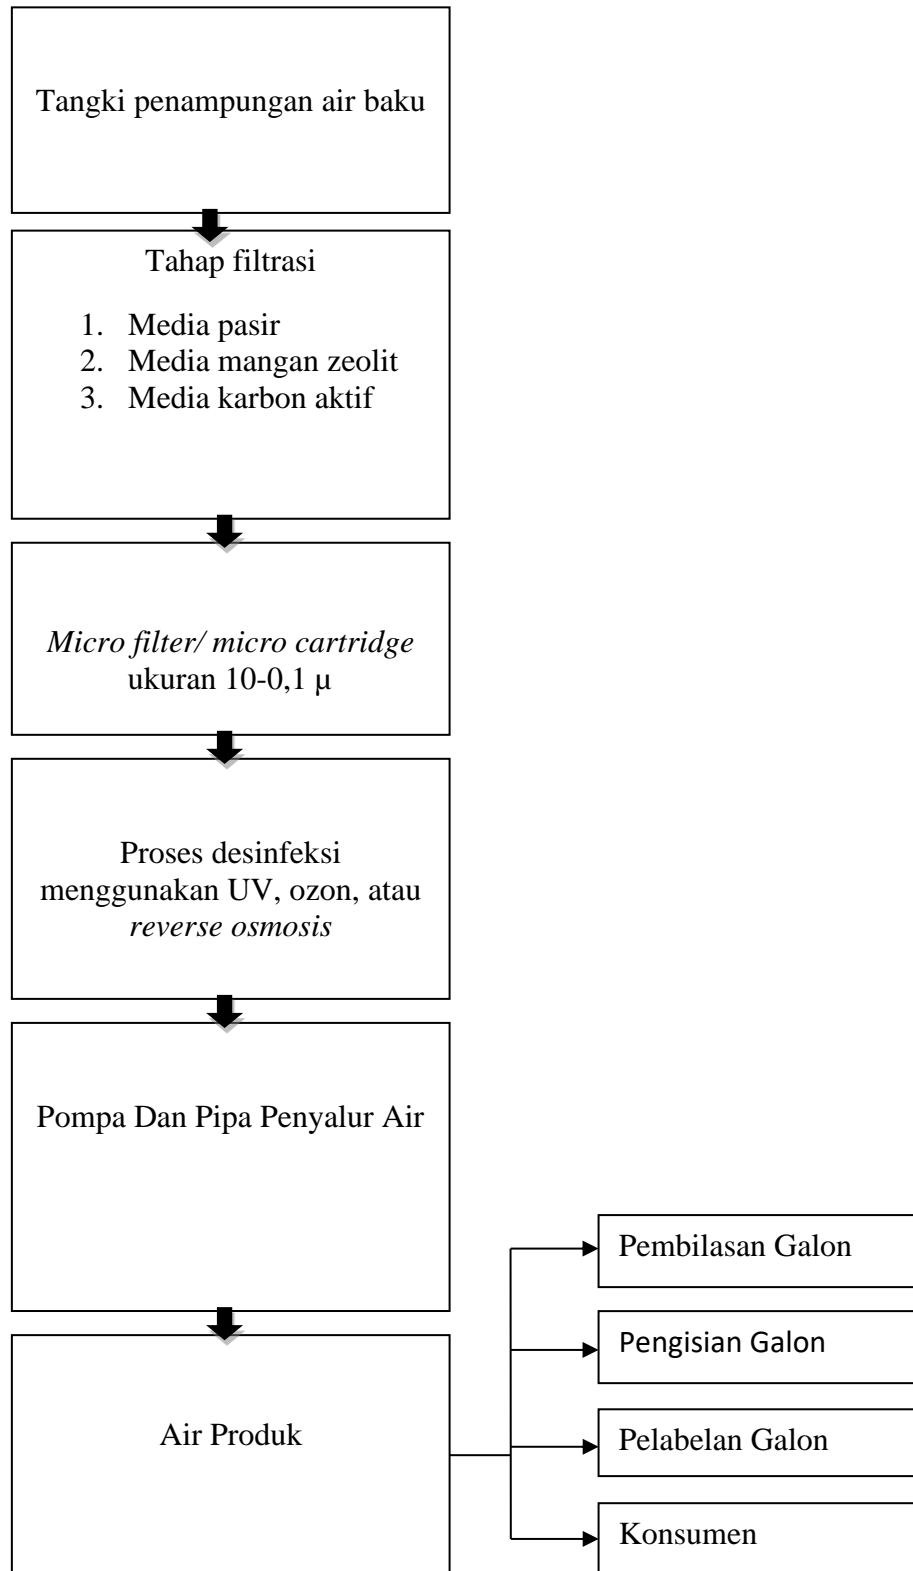 Tangki penampungan air baku
Tahap filtrasi
1. Media pasir
2. Media mangan zeolit
3. Media karbon aktif
Micro filter/ micro cartridge
ukuran 10-0,1 µ
Proses desinfeksi
menggunakan UV, ozon, atau
reverse osmosis
Pompa Dan Pipa Penyalur Air
Air Produk
Pembilasan Galon
Pengisian Galon
Pelabelan Galon
Konsumen